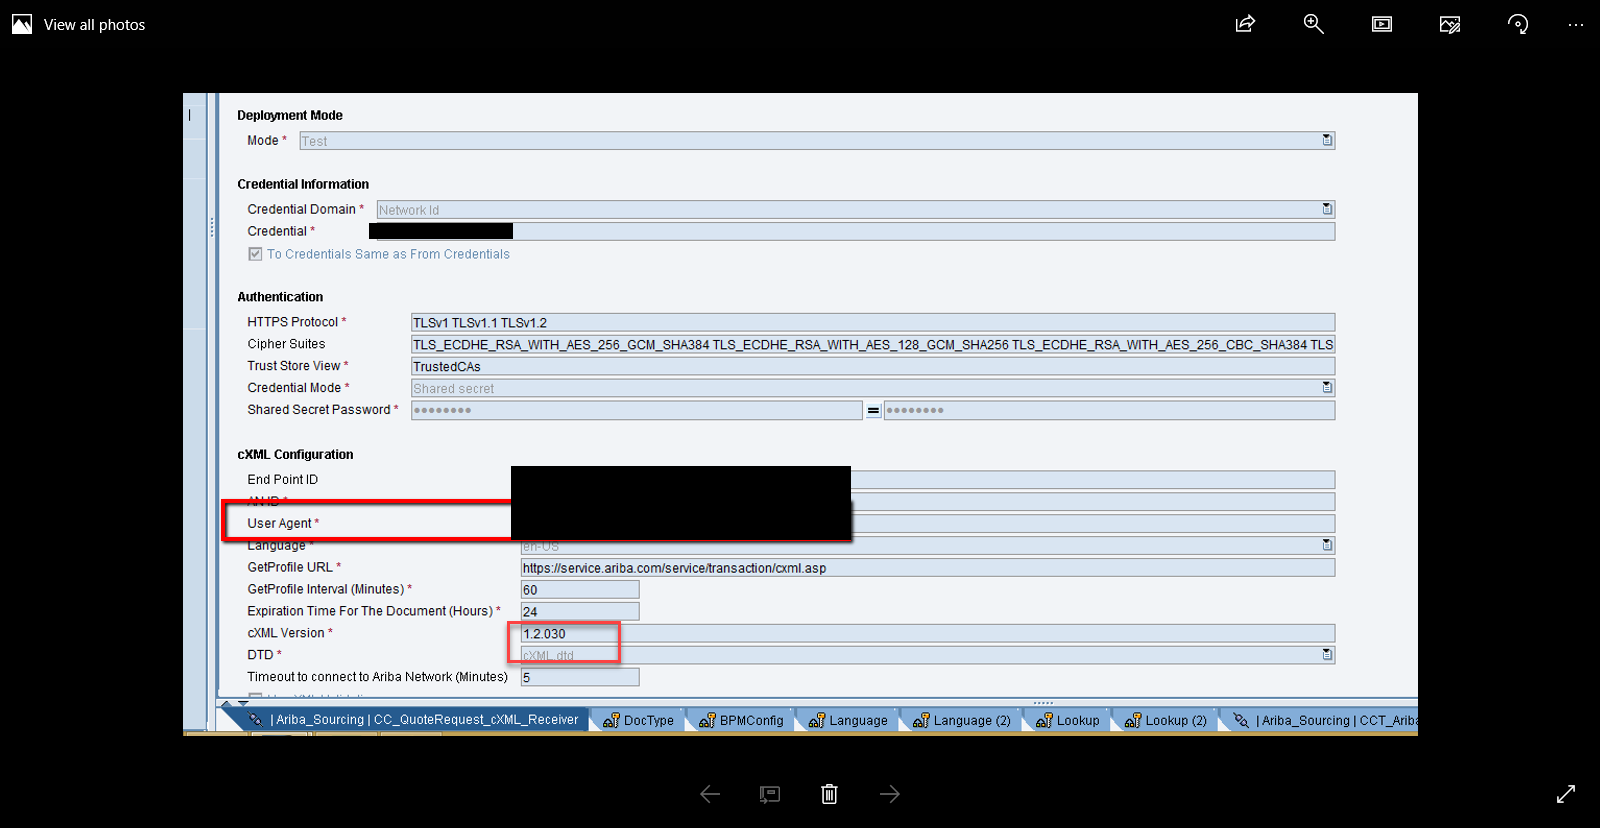 View all photos
Deployment Mode
Mode * Test
Credential Information
Credential Domain * Network Id
Credential *
To Credentials Same as From Credentials
Authentication
HTTPS Protocol * TLSv1 TLSv1.1 TLSv1.2
Cipher Suites TLS_ECDHE_RSA_WITH_AES_256_GCM_SHA384 TLS_ECDHE_RSA_WITH_AES_128_GCM_SHA256 TLS_ECDHE_RSA_WITH_AES_256_CBC_SHA384 TLS
Trust Store View * TrustedCAs
Credential Mode * Shared secret
Shared Secret Password * •••••••• = ••••••••
cXML Configuration
End Point ID
AN ID *
User Agent *
Language * en-US
GetProfile URL * https://service.ariba.com/service/transaction/cxml.asp
GetProfile Interval (Minutes) * 60
Expiration Time For The Document (Hours) * 24
cXML Version * 1.2.030
DTD * cXML.dtd
Timeout to connect to Ariba Network (Minutes) 5
| Ariba_Sourcing | CC_QuoteRequest_cXML_Receiver DocType BPMConfig Language Language (2) Lookup Lookup (2) | Ariba_Sourcing | CCT_Ariba